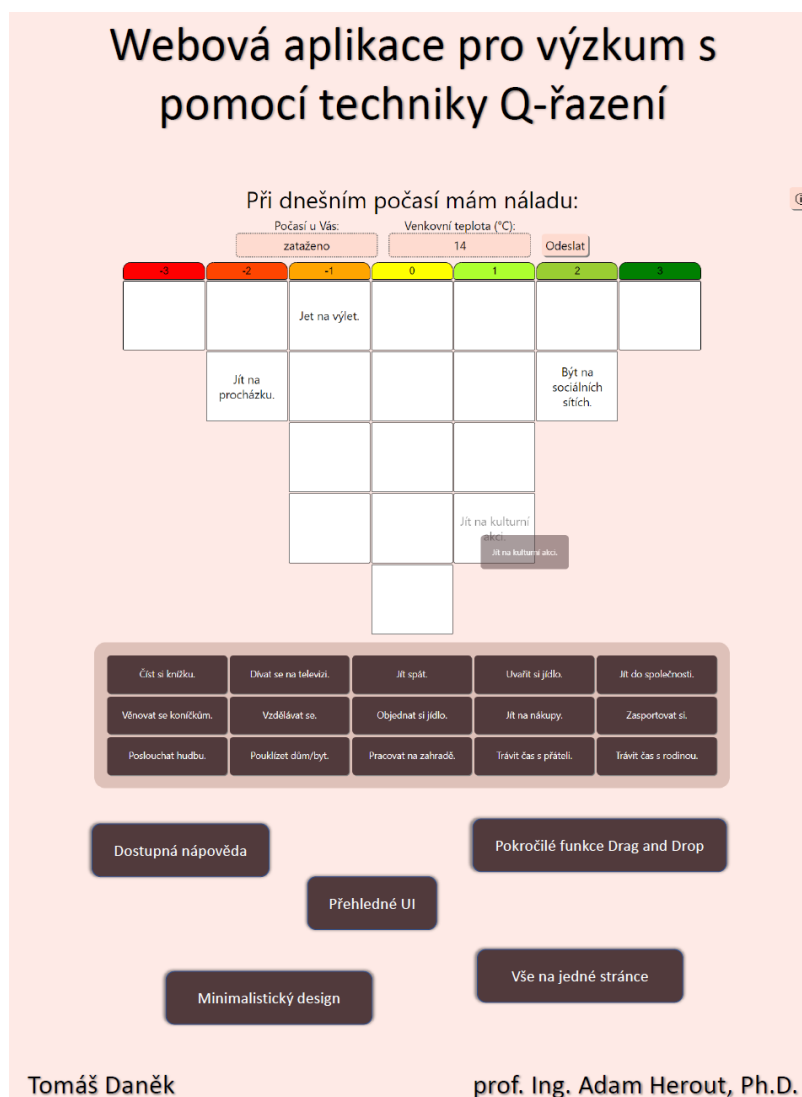 Webová aplikace pro výzkum s
pomocí techniky Q-řazení
Při dnešním počasí mám náladu:
Počasí u Vás:
Venkovní teplota (°C):
zataženo
14
Odeslat
-3
-2
-1
0
1
2
3
Jet na výlet.
Jít na
procházku.
Být na
sociálních
sítích.
Jít na kulturní
akci.
Jít na kulturní akci.
Číst si knížku.
Dívat se na televizi.
Jít spát.
Uvařit si jídlo.
Jít do společnosti.
Věnovat se koníčkům.
Vzdělávat se.
Objednat si jídlo.
Jít na nákupy.
Zasportovat si.
Poslouchat hudbu.
Pouklízet dům/byt.
Pracovat na zahradě.
Trávit čas s přáteli.
Trávit čas s rodinou.
Dostupná nápověda
Pokročilé funkce Drag and Drop
Přehledné UI
Vše na jedné stránce
Minimalistický design
Tomáš Daněk
prof. Ing. Adam Herout, Ph.D.